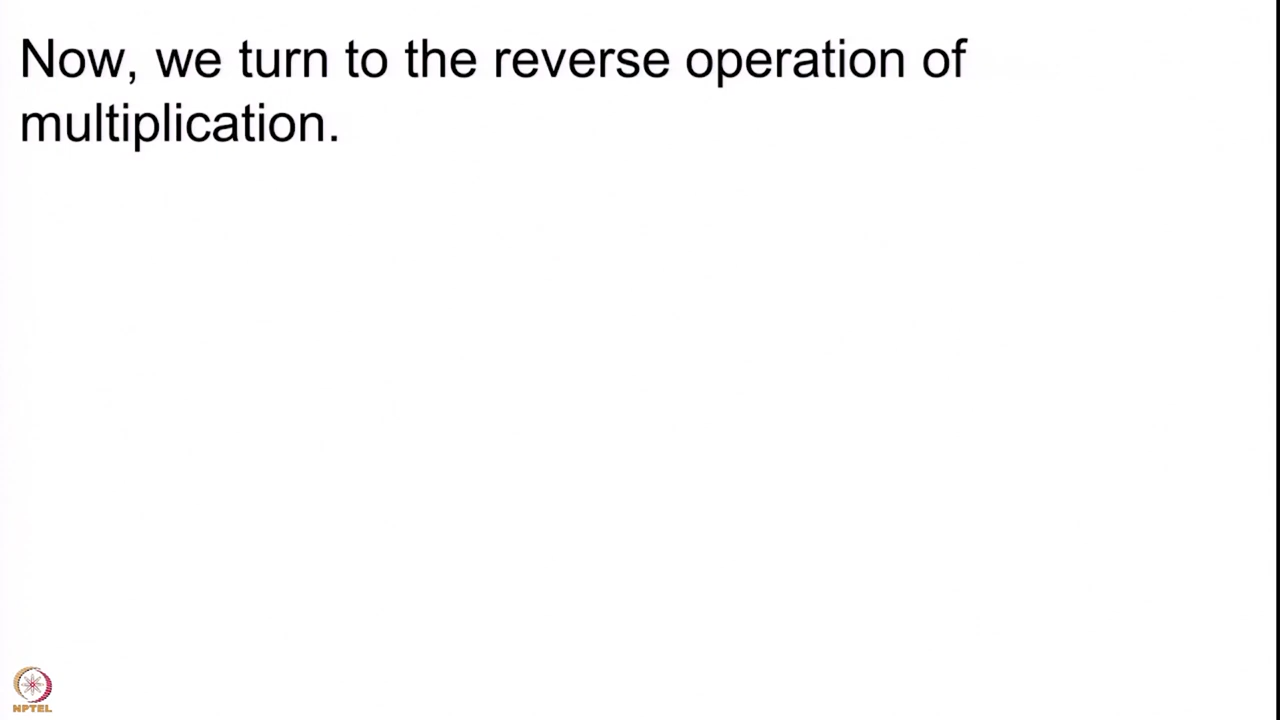 Now, we turn to the reverse operation of
multiplication.
NPTEL